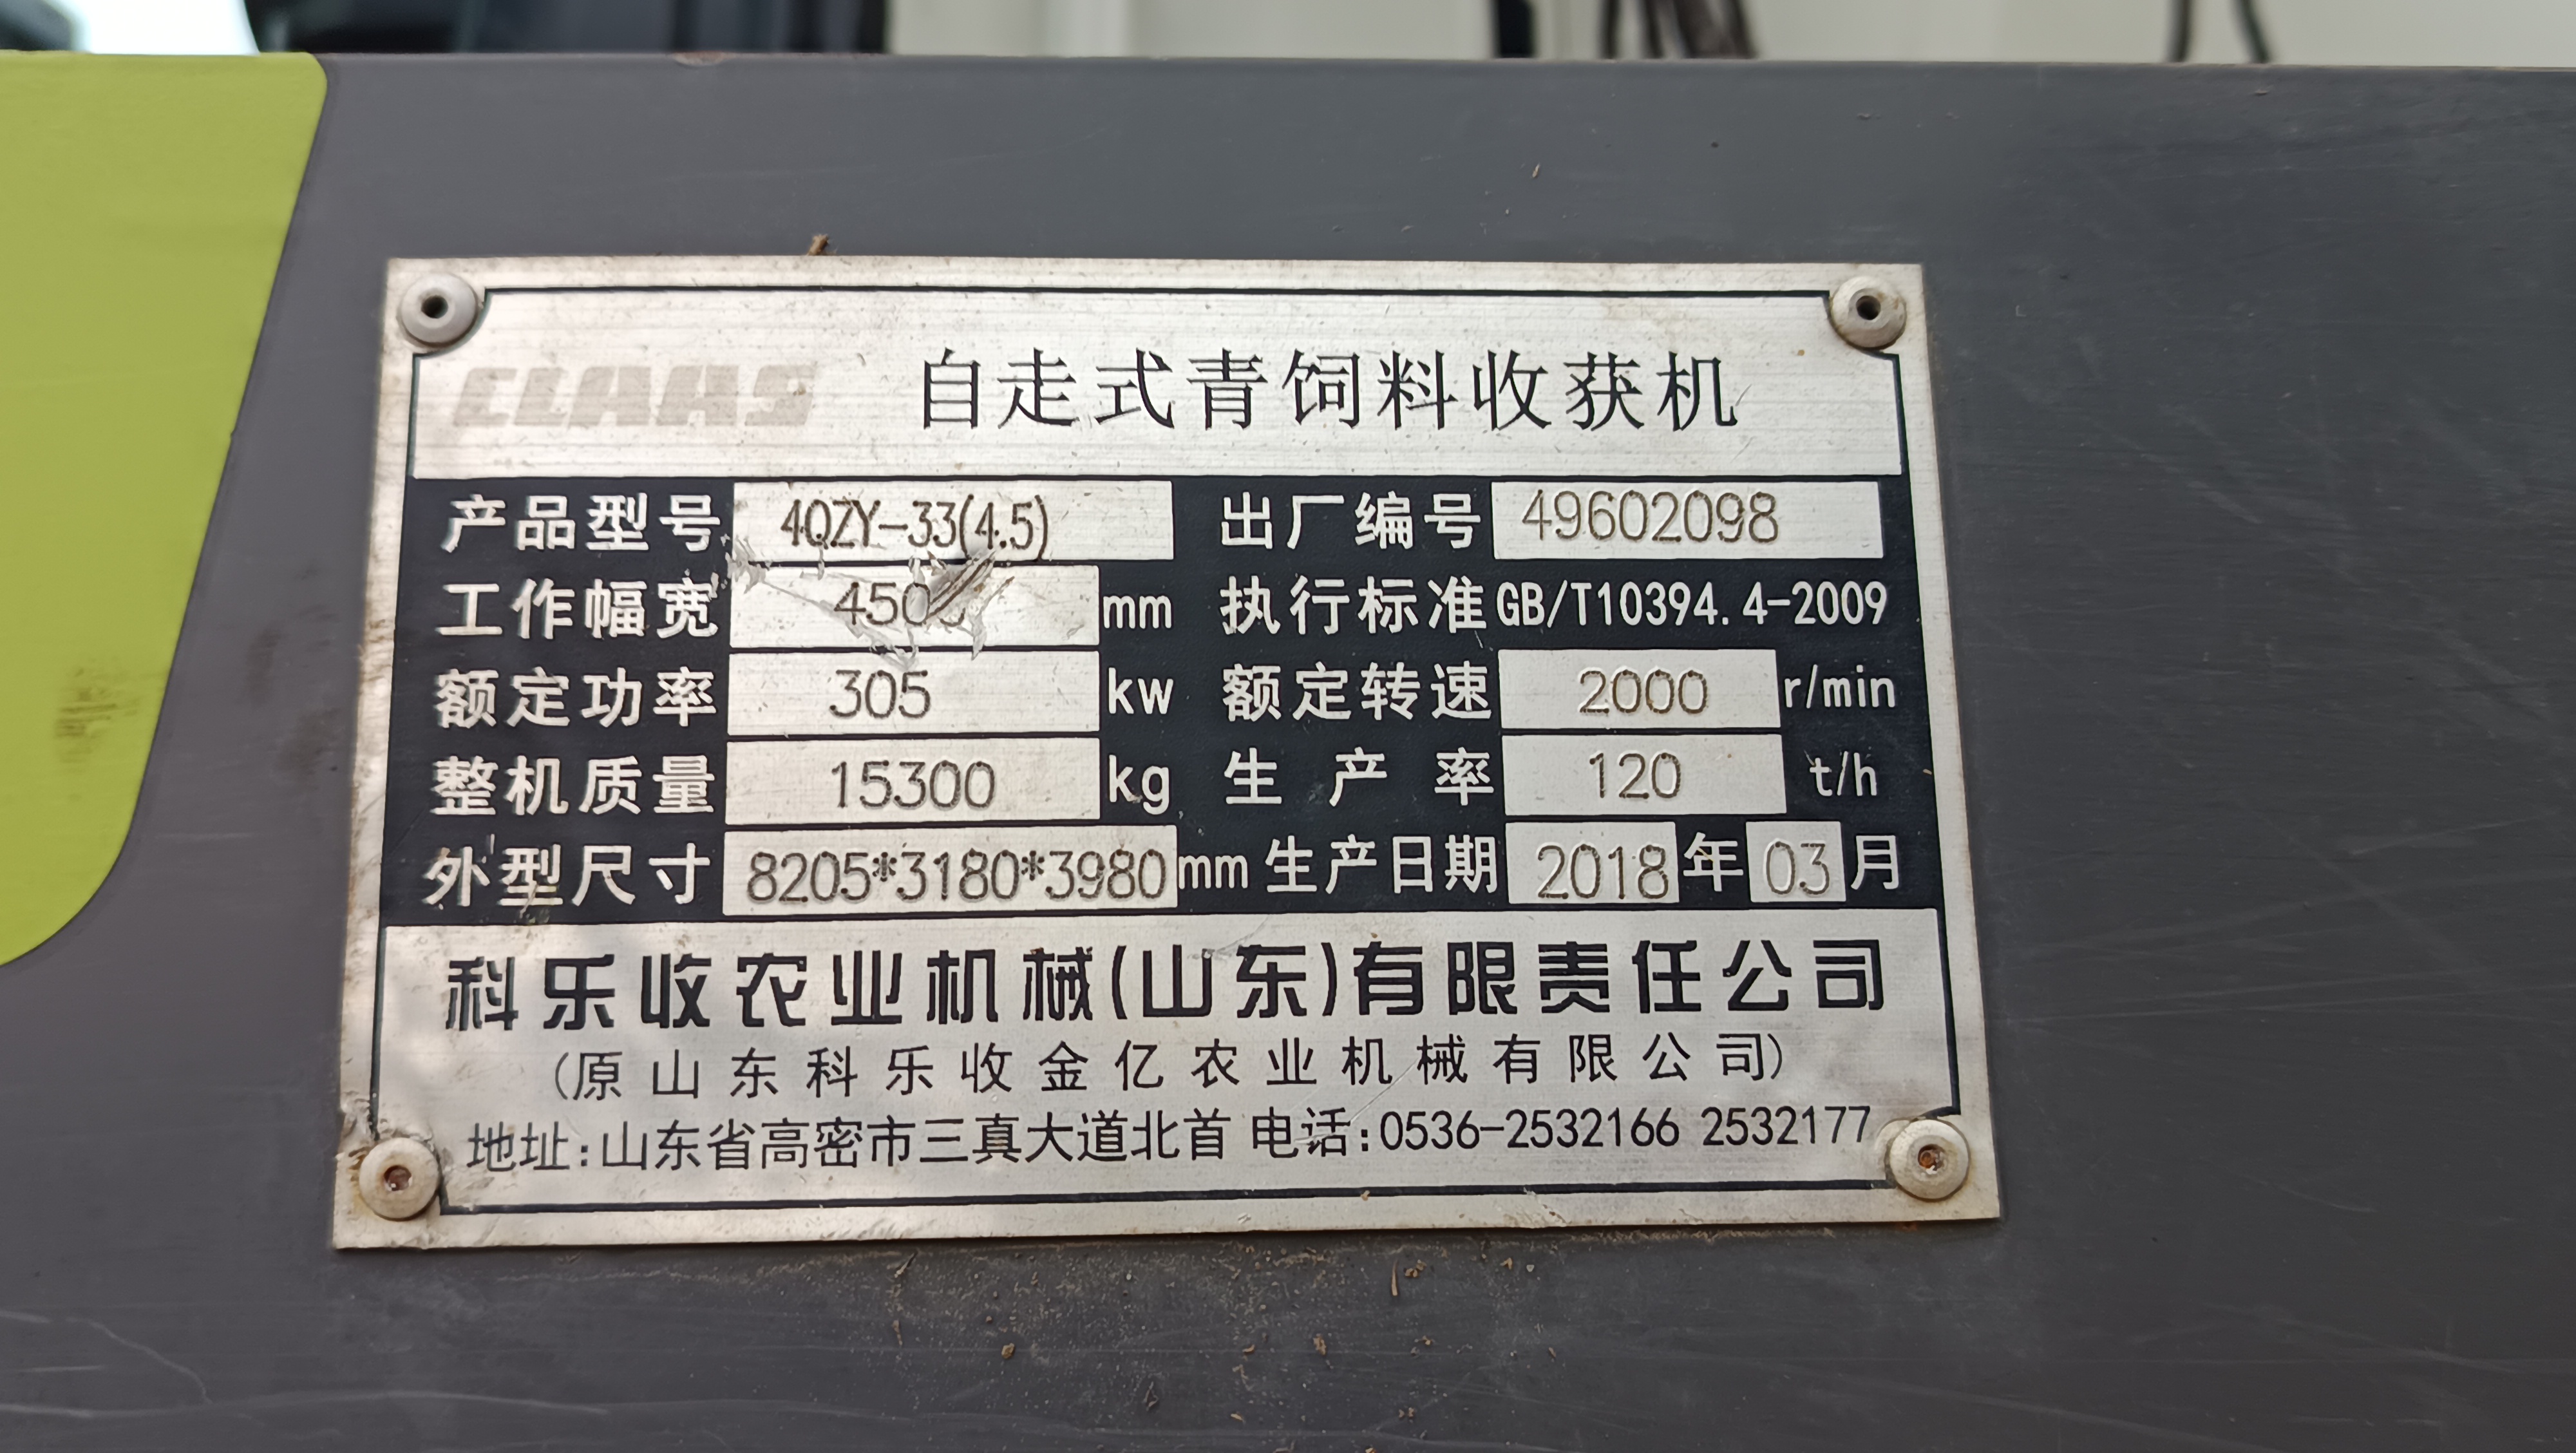 CLAAS 自走式青饲料收获机
产品型号 4QZY-33(4.5) 出厂编号 49602098
工作幅宽 4500 mm 执行标准 GB/T10394.4-2009
额定功率 305 kw 额定转速 2000 r/min
整机质量 15300 kg 生产率 120 t/h
外型尺寸 8205*3180*3980 mm 生产日期 2018 年 03 月
科乐收农业机械(山东)有限责任公司
(原山东科乐收金亿农业机械有限公司)
地址:山东省高密市三真大道北首 电话:0536-2532166 2532177